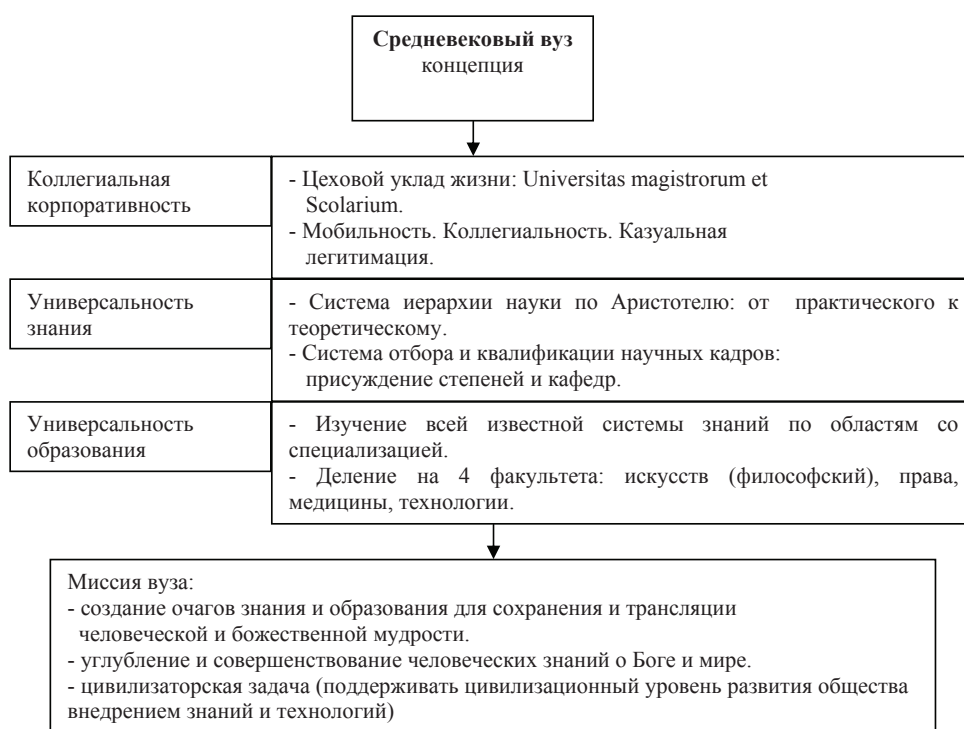 Средневековый вуз
концепция
Коллегиальная
корпоративность
- Цеховой уклад жизни: Universitas magistrorum et
Scolarium.
- Мобильность. Коллегиальность. Казуальная
легитимация.
Универсальность
знания
- Система иерархии науки по Аристотелю: от практического к
теоретическому.
- Система отбора и квалификации научных кадров:
присуждение степеней и кафедр.
Универсальность
образования
- Изучение всей известной системы знаний по областям со
специализацией.
- Деление на 4 факультета: искусств (философский), права,
медицины, технологии.
Миссия вуза:
- создание очагов знания и образования для сохранения и трансляции
человеческой и божественной мудрости.
- углубление и совершенствование человеческих знаний о Боге и мире.
- цивилизаторская задача (поддерживать цивилизационный уровень развития общества
внедрением знаний и технологий)